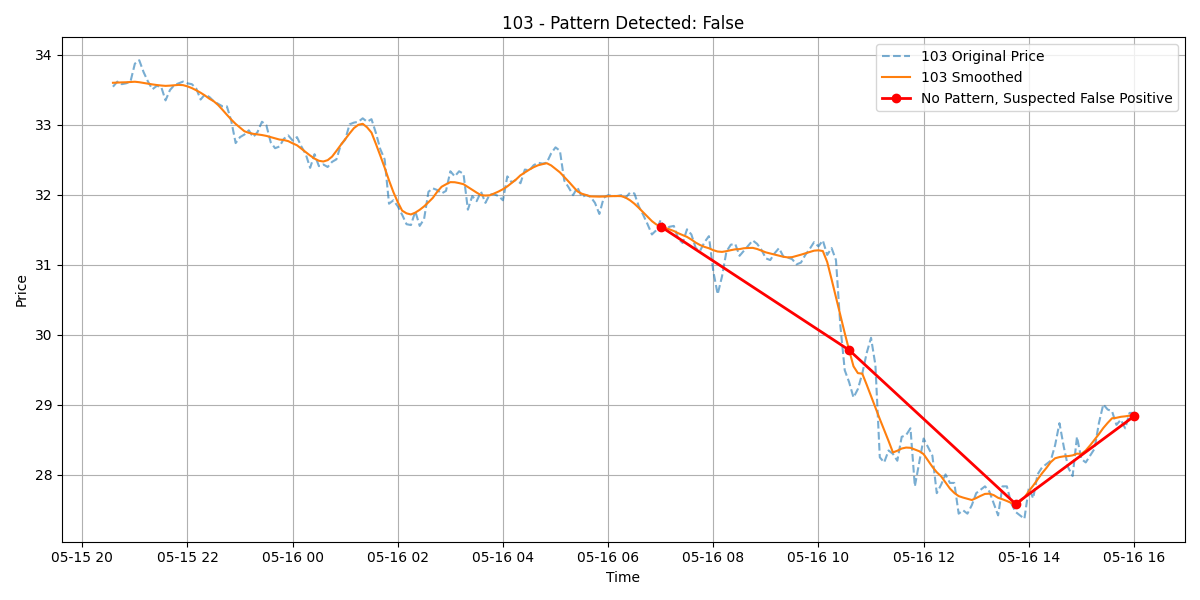 103 - Pattern Detected: False
103 Original Price
103 Smoothed
No Pattern, Suspected False Positive
Price
34
33
32
31
30
29
28
05-15 20 05-15 22 05-16 00 05-16 02 05-16 04 05-16 06 05-16 08 05-16 10 05-16 12 05-16 14 05-16 16
Time